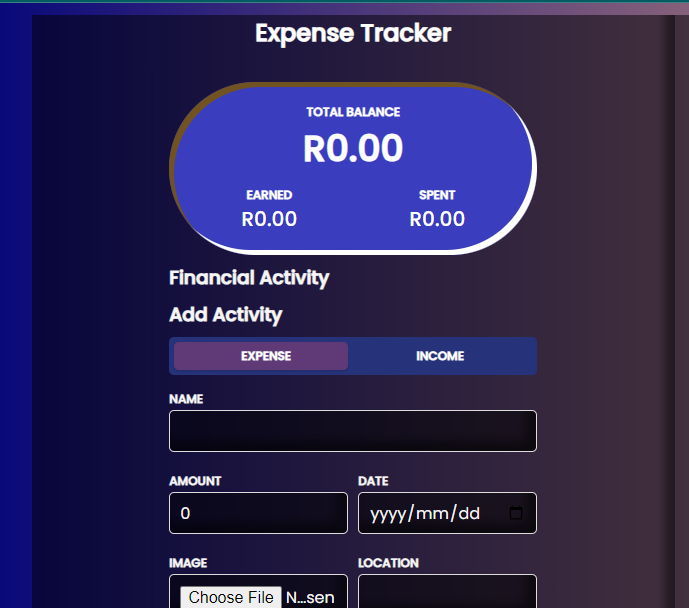 Expense Tracker
TOTAL BALANCE
R0.00
EARNED SPENT
R0.00 R0.00
Financial Activity
Add Activity
EXPENSE INCOME
NAME
AMOUNT DATE
0 yyyy/mm/dd
IMAGE LOCATION
Choose File N...sen